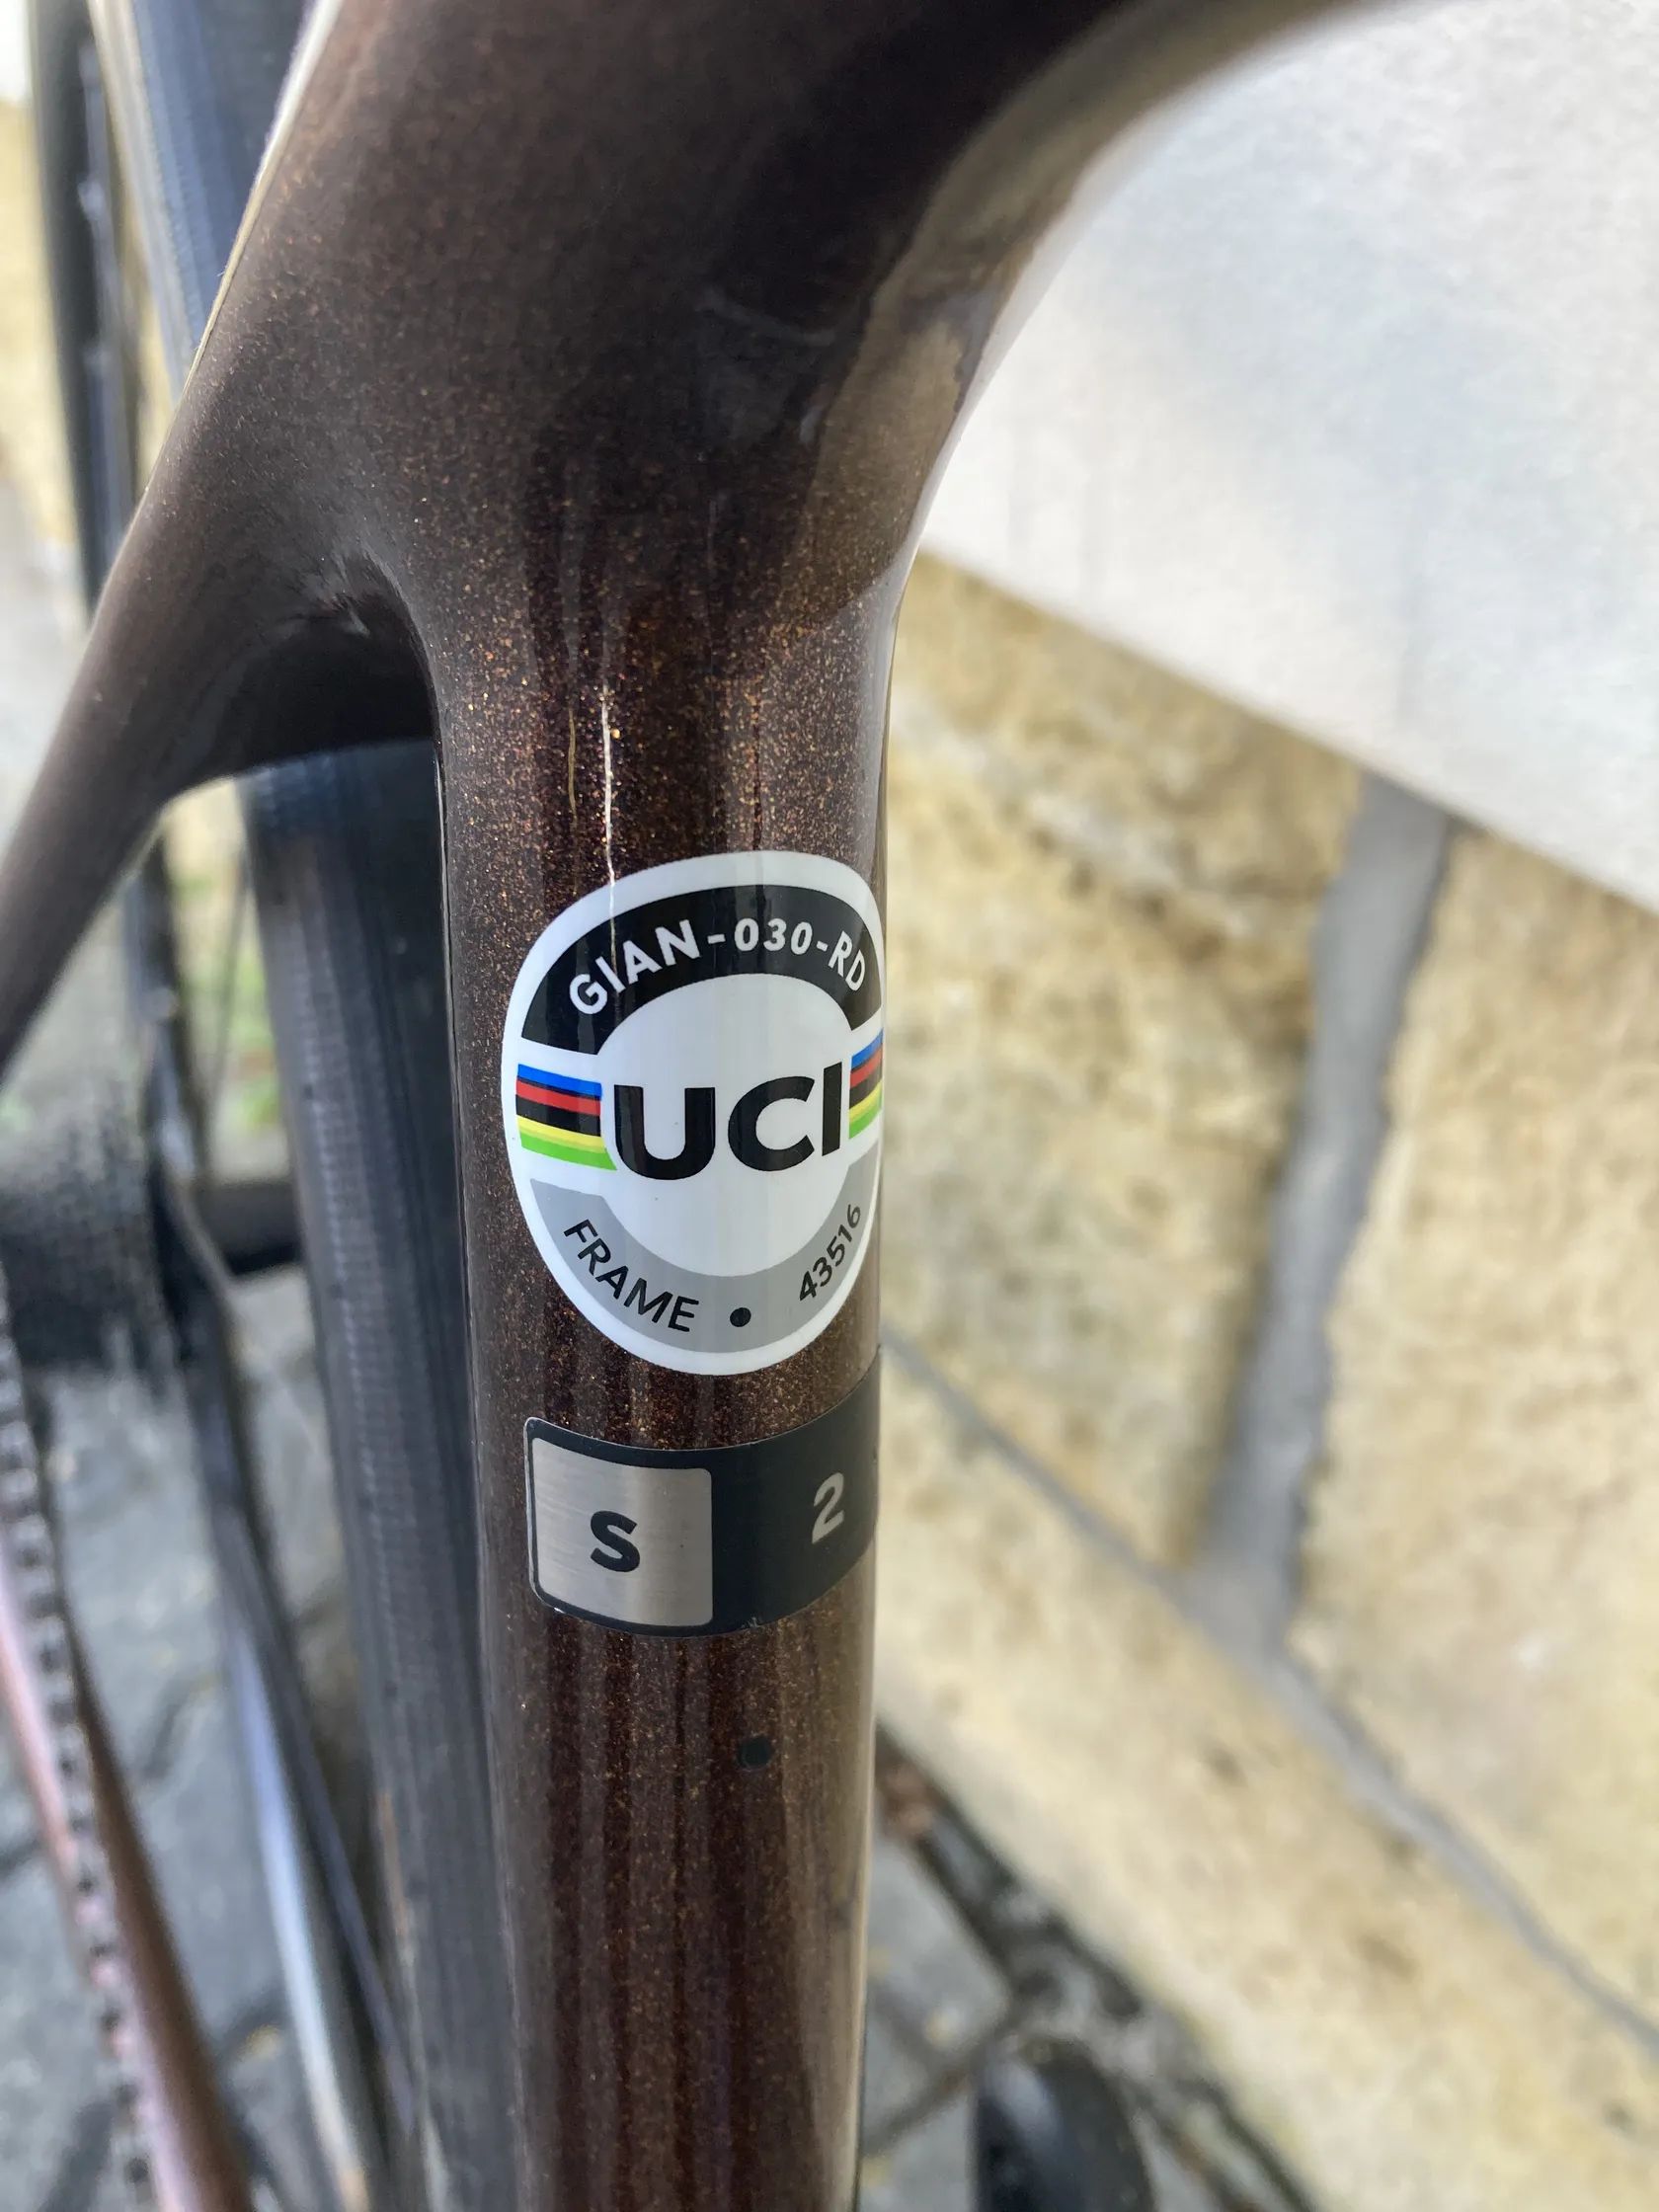 GIAN-030-RD
UCI
FRAME • 43516
S 2